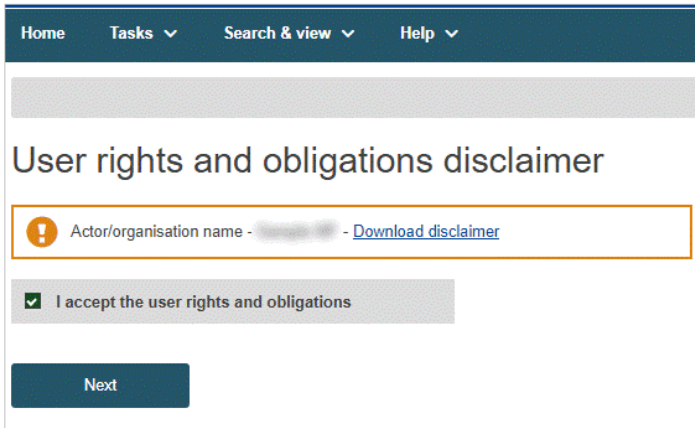 Home Tasks Search & view Help
User rights and obligations disclaimer
Actor/organisation name - - Download disclaimer
I accept the user rights and obligations
Next